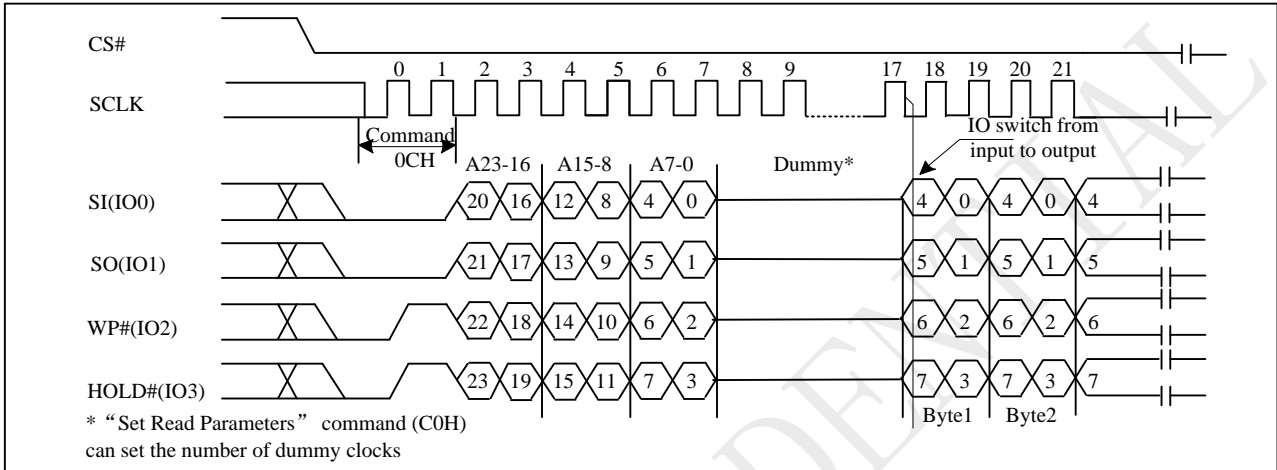 CS#
0 1 2 3 4 5 6 7 8 9 17 18 19 20 21
SCLK
Command
0CH
IO switch from
input to output
A23-16 A15-8 A7-0 Dummy*
SI(IO0) 20 16 12 8 4 0 4 0 4 0 4
SO(IO1) 21 17 13 9 5 1 5 1 5 1 5
WP#(IO2) 22 18 14 10 6 2 6 2 6 2 6
HOLD#(IO3) 23 19 15 11 7 3 7 3 7 3 7
Byte1 Byte2
* “Set Read Parameters” command (C0H)
can set the number of dummy clocks
DENTIAL